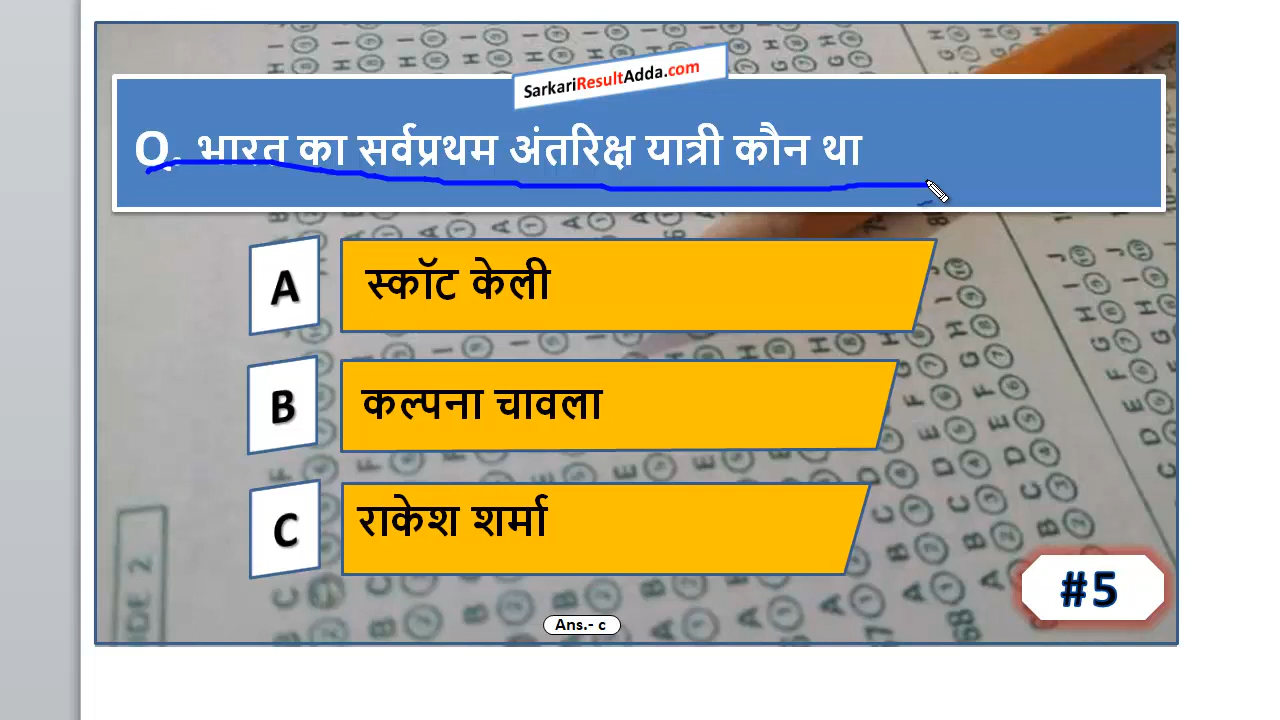 SarkariResultAdda.com
Q. भारत का सर्वप्रथम अंतरिक्ष यात्री कौन था
A
स्कॉट केली
B
कल्पना चावला
C
राकेश शर्मा
#5
Ans.- c